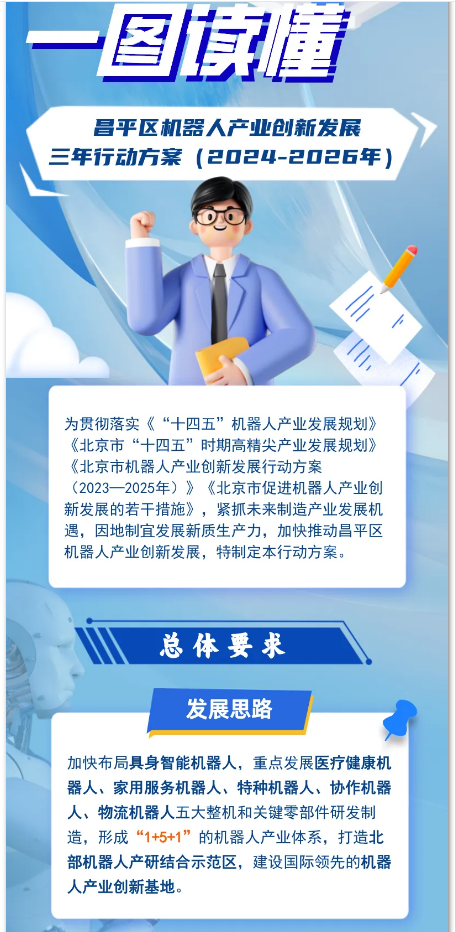 一图读懂
昌平区机器人产业创新发展
三年行动方案（2024-2026年）
为贯彻落实《“十四五”机器人产业发展规划》
《北京市“十四五”时期高精尖产业发展规划》
《北京市机器人产业创新发展行动方案
（2023—2025年）》《北京市促进机器人产业创
新发展的若干措施》，紧抓未来制造产业发展机
遇，因地制宜发展新质生产力，加快推动昌平区
机器人产业创新发展，特制定本行动方案。
总体要求
发展思路
加快布局具身智能机器人，重点发展医疗健康机
器人、家用服务机器人、特种机器人、协作机器
人、物流机器人五大整机和关键零部件研发制
造，形成“1+5+1”的机器人产业体系，打造北
部机器人产研结合示范区，建设国际领先的机器
人产业创新基地。